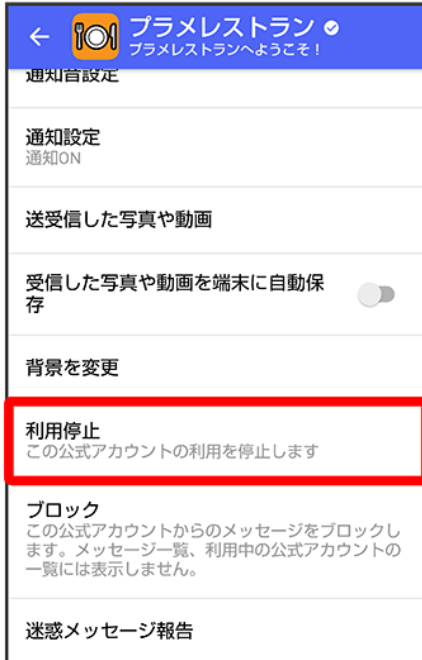 プラメレストラン
プラメレストランへようこそ！
通知音設定
通知設定
通知ON
送受信した写真や動画
受信した写真や動画を端末に自動保
存
背景を変更
利用停止
この公式アカウントの利用を停止します
ブロック
この公式アカウントからのメッセージをブロックし
ます。メッセージ一覧、利用中の公式アカウントの
一覧には表示しません。
迷惑メッセージ報告